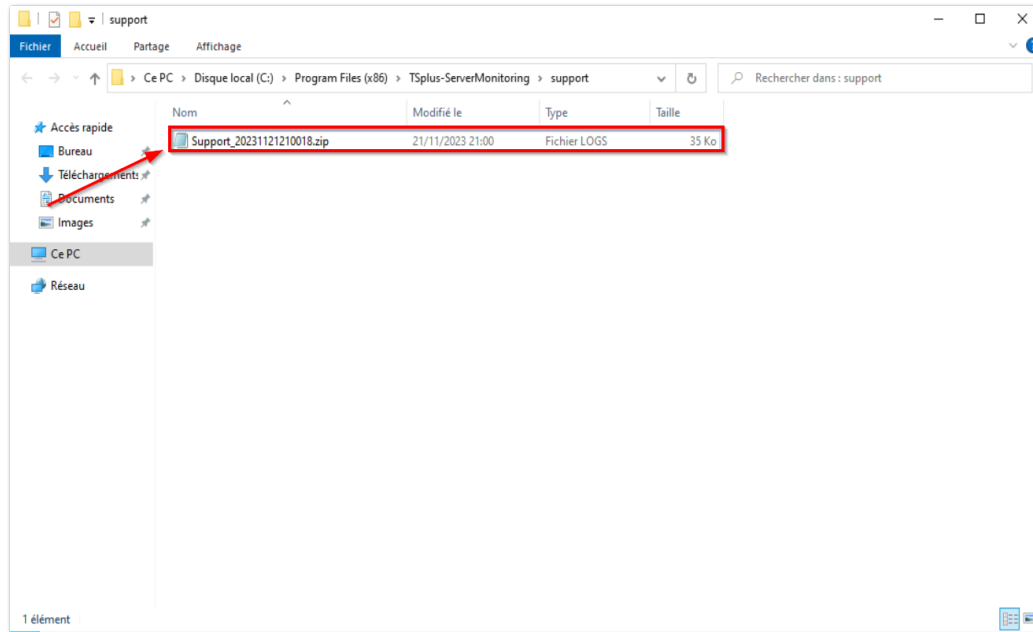 support
Fichier Accueil Partage Affichage
Ce PC > Disque local (C:) > Program Files (x86) > TSplus-ServerMonitoring > support
Rechercher dans : support
Nom Modifié le Type Taille
Accès rapide
Support_20231121210018.zip 21/11/2023 21:00 Fichier LOGS 35 Ko
Bureau
Téléchargements
Documents
Images
Ce PC
Réseau
1 élément